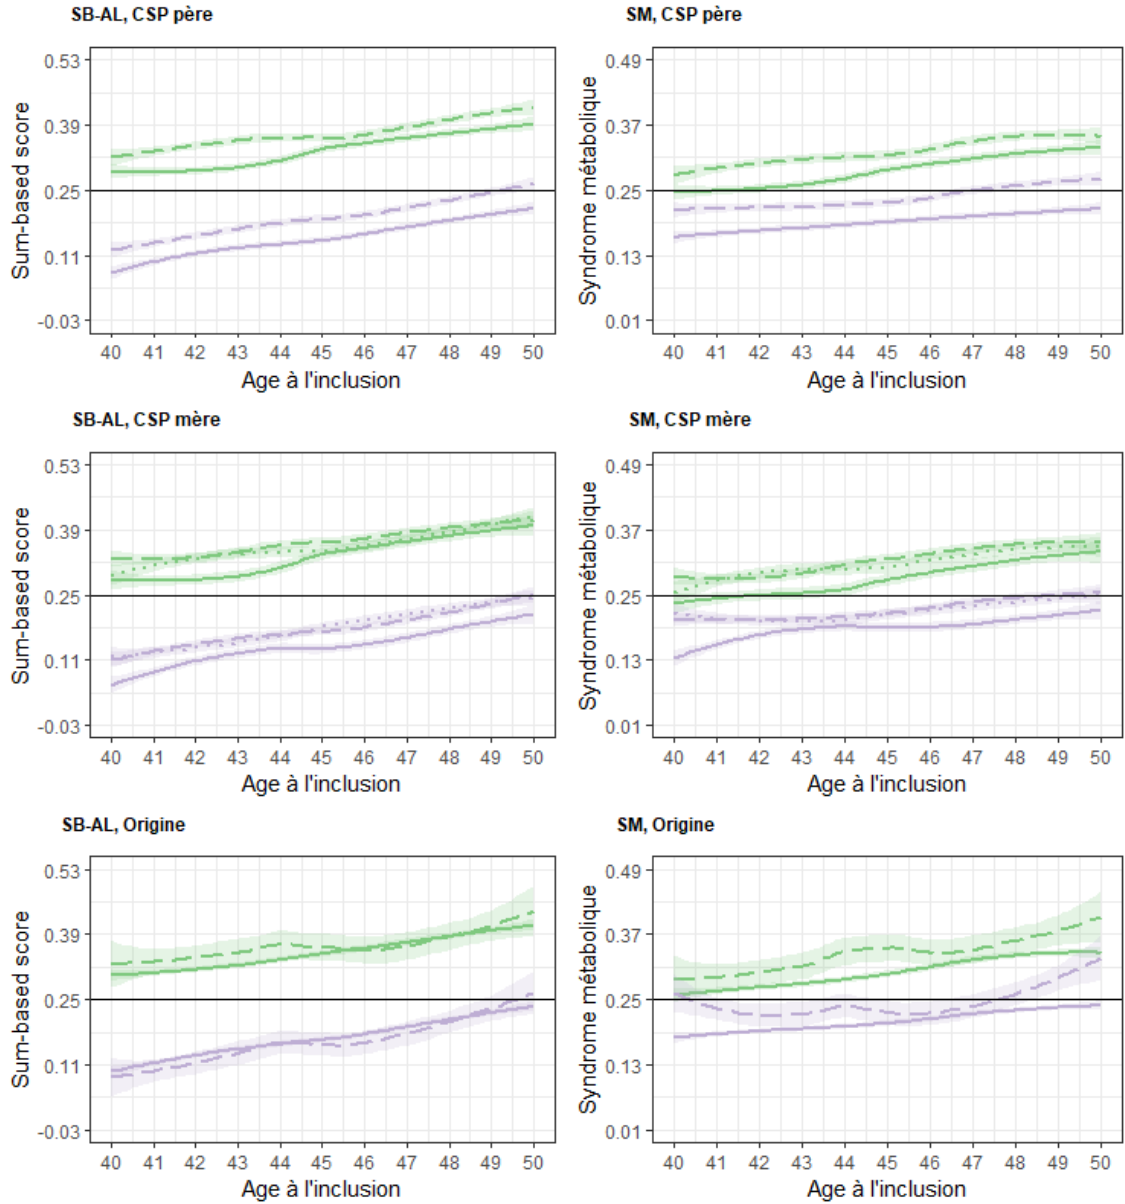 SB-AL, CSP père
SM, CSP père
Sum-based score
0.53
0.39
0.25
0.11
-0.03
40 41 42 43 44 45 46 47 48 49 50
Age à l'inclusion
Syndrome métabolique
0.49
0.37
0.25
0.13
0.01
40 41 42 43 44 45 46 47 48 49 50
Age à l'inclusion
SB-AL, CSP mère
SM, CSP mère
Sum-based score
0.53
0.39
0.25
0.11
-0.03
40 41 42 43 44 45 46 47 48 49 50
Age à l'inclusion
Syndrome métabolique
0.49
0.37
0.25
0.13
0.01
40 41 42 43 44 45 46 47 48 49 50
Age à l'inclusion
SB-AL, Origine
SM, Origine
Sum-based score
0.53
0.39
0.25
0.11
-0.03
40 41 42 43 44 45 46 47 48 49 50
Age à l'inclusion
Syndrome métabolique
0.49
0.37
0.25
0.13
0.01
40 41 42 43 44 45 46 47 48 49 50
Age à l'inclusion